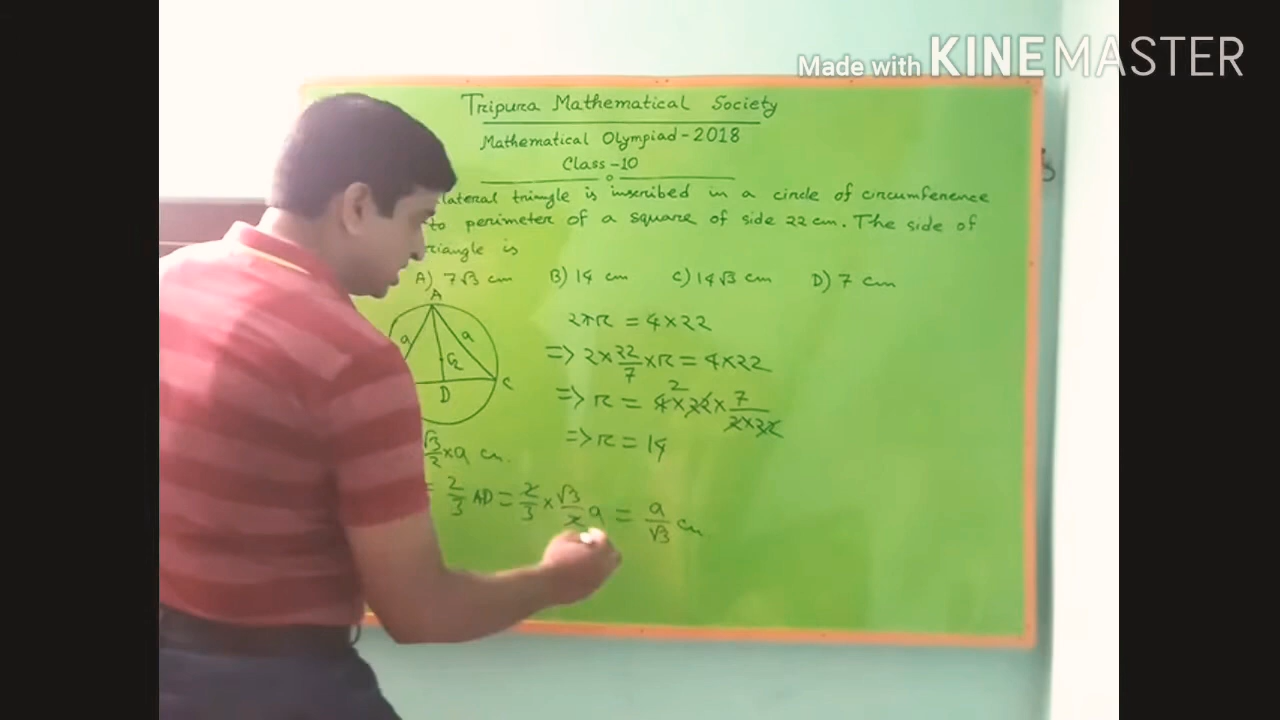 Made with KINEMASTER
Tripura Mathematical Society
Mathematical Olympiad - 2018
Class - 10
lateral triangle is inscribed in a circle of circumference
to perimeter of a square of side 22 cm. The side of
riangle is
A) 7√3 cm B) 14 cm C) 14√3 cm D) 7 cm
A
a a
D C
2πr = 4×22
=> 2×22/7×r = 4×22
=> r = 4×22×7/2×22
2
=> r = 14
√3/2×a cm.
= 2/3 AD = 2/3×√3/2 a = a/√3 cm